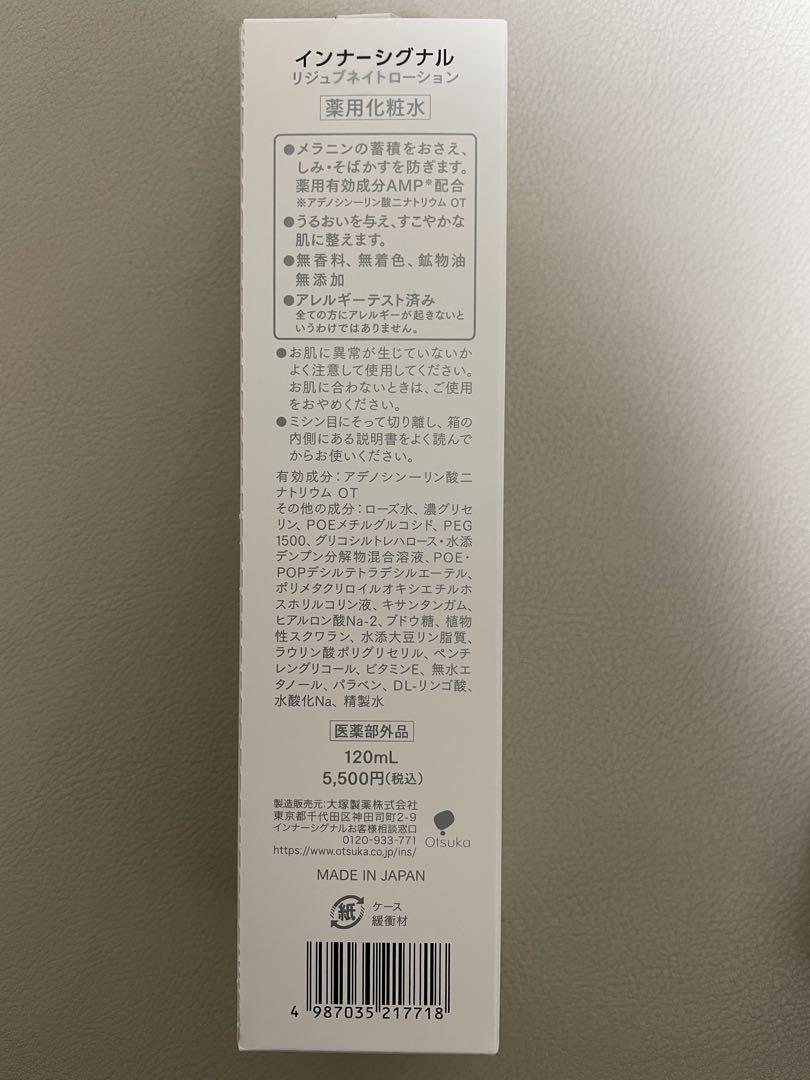 インナーシグナル
リジュブネイトローション
薬用化粧水
●メラニンの蓄積をおさえ、
しみ・そばかすを防ぎます。
薬用有効成分AMP※配合
※アデノシン一リン酸二ナトリウム OT
●うるおいを与え、すこやかな
肌に整えます。
●無香料、無着色、鉱物油
無添加
●アレルギーテスト済み
全ての方にアレルギーが起きないと
いうわけではありません。
●お肌に異常が生じていないか
よく注意して使用してください。
お肌に合わないときは、ご使用
をおやめください。
●ミシン目にそって切り離し、箱の
内側にある説明書をよく読んで
からお使いください。
有効成分：アデノシン一リン酸二
ナトリウム OT
その他の成分：ローズ水、濃グリセ
リン、POEメチルグルコシド、PEG
1500、グリコシルトレハロース・水添
デンプン分解物混合溶液、POE・
POPデシルテトラデシルエーテル、
ポリメタクリロイルオキシエチルホ
スホリルコリン液、キサンタンガム、
ヒアルロン酸Na-2、ブドウ糖、植物
性スクワラン、水添大豆リン脂質、
ラウリン酸ポリグリセリル、ペンチ
レングリコール、ビタミンE、無水エ
タノール、パラベン、DL-リンゴ酸、
水酸化Na、精製水
医薬部外品
120mL
5,500円(税込)
製造販売元：大塚製薬株式会社
東京都千代田区神田司町2-9
インナーシグナルお客様相談窓口
0120-933-771
https://www.otsuka.co.jp/ins/
Otsuka
MADE IN JAPAN
紙
ケース
緩衝材
4 987035 217718